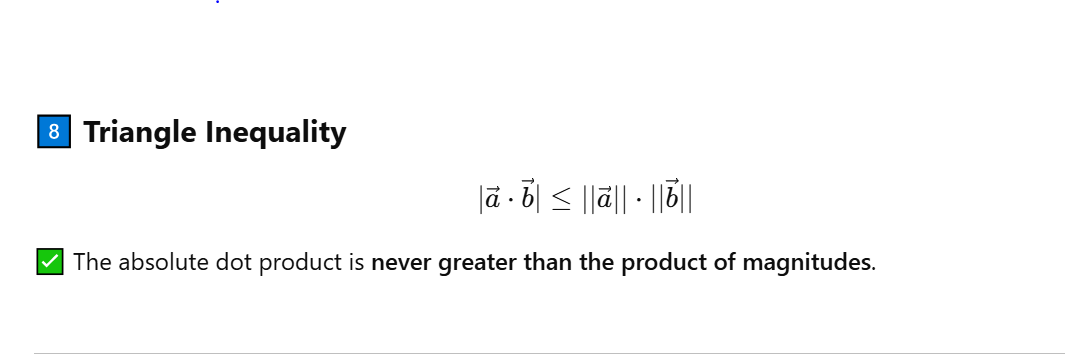 8 Triangle Inequality
|a⃗ · b⃗| ≤ ||a⃗|| · ||b⃗||
✅ The absolute dot product is never greater than the product of magnitudes.